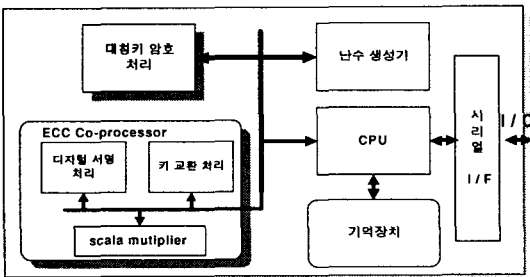 대칭키 암호
처리
난수 생성기
ECC Co-processor
디지털 서명
처리
키 교환 처리
scala mutiplier
CPU
기억장치
시
리
얼
I / F
I / O